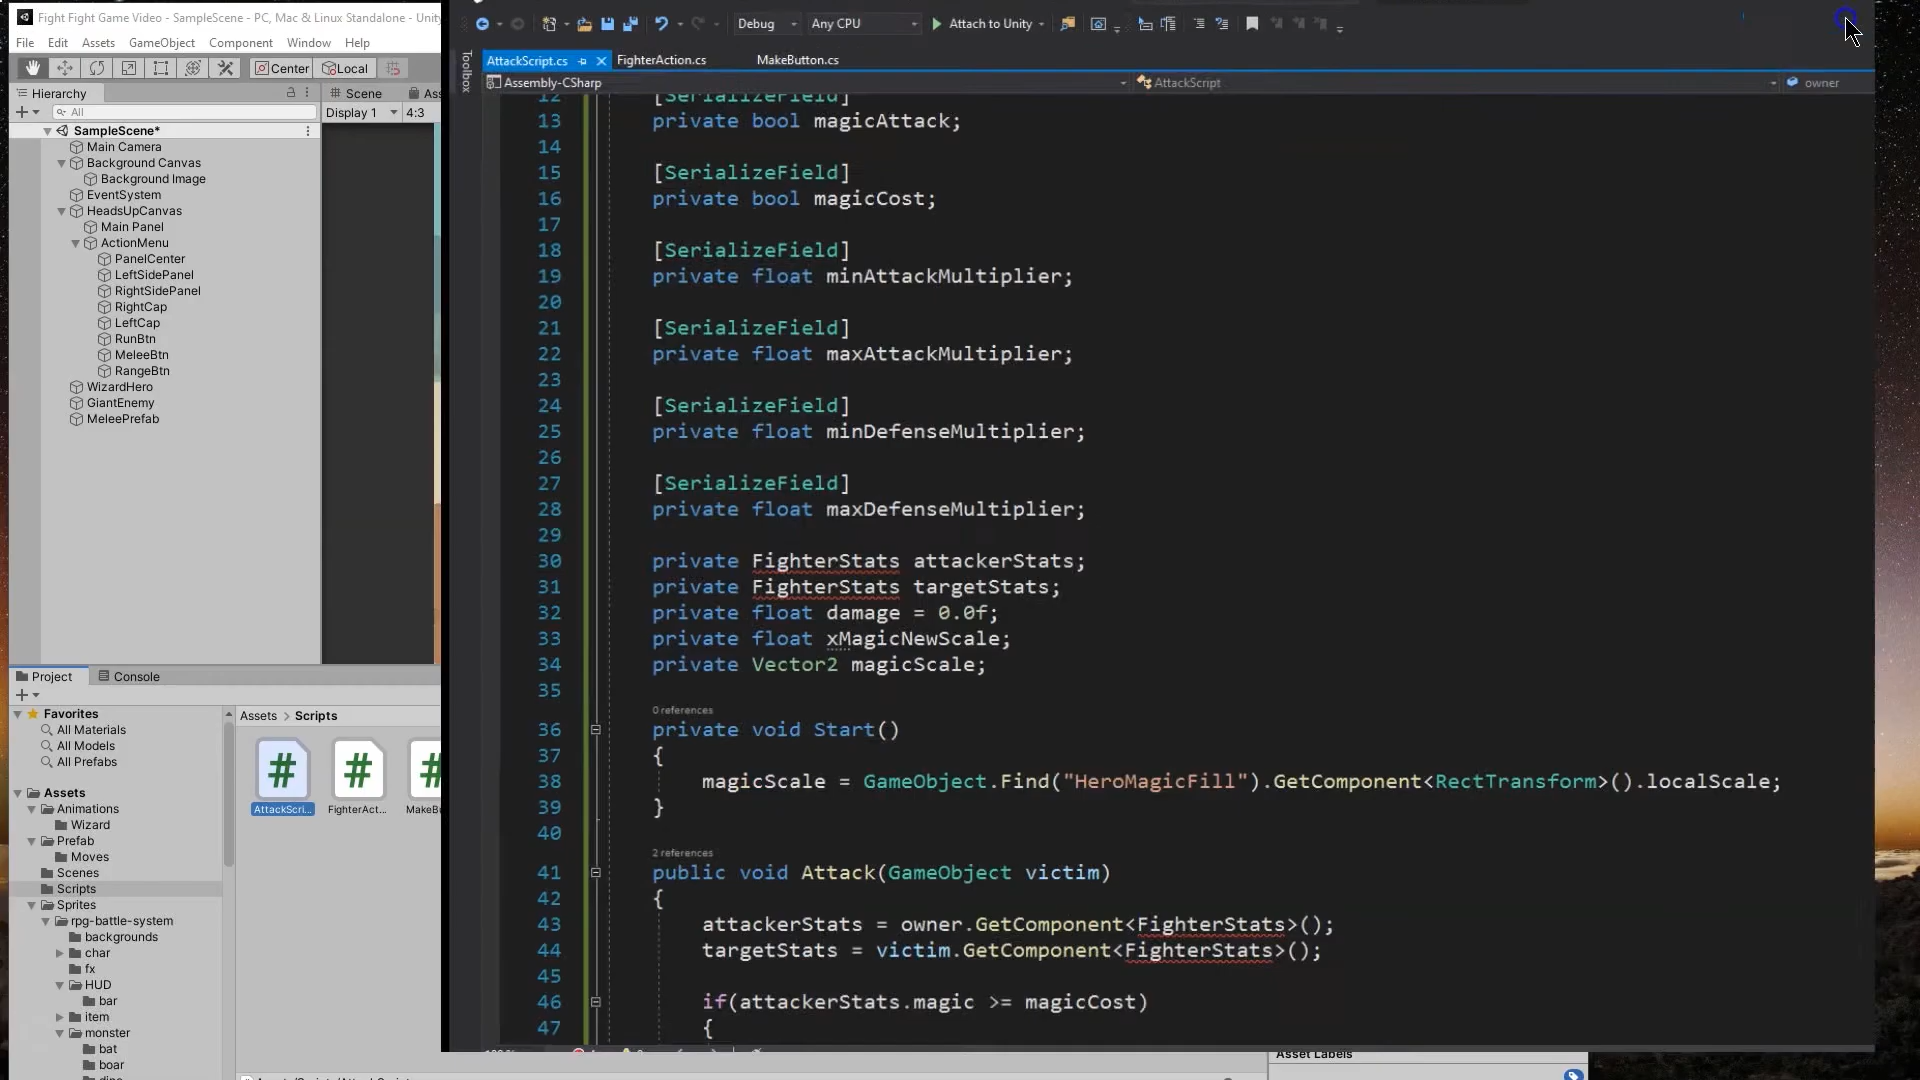 Fight Fight Game Video - SampleScene - PC, Mac & Linux Standalone - Unity
File Edit Assets GameObject Component Window Help
Center Local
Hierarchy
All
Scene
Display 1 4:3
SampleScene*
Main Camera
Background Canvas
Background Image
EventSystem
HeadsUpCanvas
Main Panel
ActionMenu
PanelCenter
LeftSidePanel
RightSidePanel
RightCap
LeftCap
RunBtn
MeleeBtn
RangeBtn
WizardHero
GiantEnemy
MeleePrefab
Project Console
Favorites
All Materials
All Models
All Prefabs
Assets
Animations
Wizard
Prefab
Moves
Scenes
Scripts
Sprites
rpg-battle-system
backgrounds
char
fx
HUD
bar
item
monster
bat
boar
Assets > Scripts
AttackScri... FighterAct... MakeBu
Debug Any CPU Attach to Unity
Toolbox
AttackScript.cs FighterAction.cs MakeButton.cs
Assembly-CSharp AttackScript owner
12 [SerializeField]
13 private bool magicAttack;
14
15 [SerializeField]
16 private bool magicCost;
17
18 [SerializeField]
19 private float minAttackMultiplier;
20
21 [SerializeField]
22 private float maxAttackMultiplier;
23
24 [SerializeField]
25 private float minDefenseMultiplier;
26
27 [SerializeField]
28 private float maxDefenseMultiplier;
29
30 private FighterStats attackerStats;
31 private FighterStats targetStats;
32 private float damage = 0.0f;
33 private float xMagicNewScale;
34 private Vector2 magicScale;
35
0 references
36 private void Start()
37 {
38 magicScale = GameObject.Find("HeroMagicFill").GetComponent<RectTransform>().localScale;
39 }
40
2 references
41 public void Attack(GameObject victim)
42 {
43 attackerStats = owner.GetComponent<FighterStats>();
44 targetStats = victim.GetComponent<FighterStats>();
45
46 if(attackerStats.magic >= magicCost)
47 {
Asset Labels